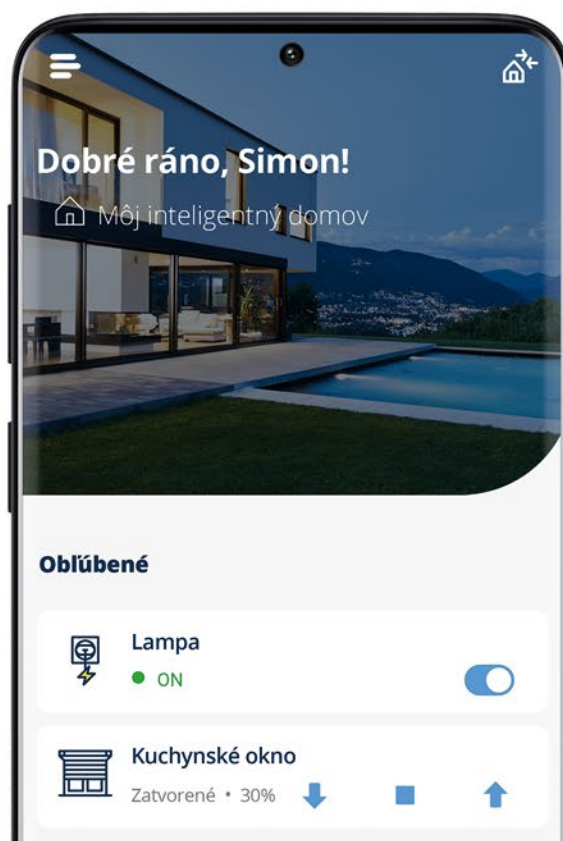 Dobré ráno, Simon!
Môj inteligentný domov
Obľúbené
Lampa
ON
Kuchynské okno
Zatvorené • 30%